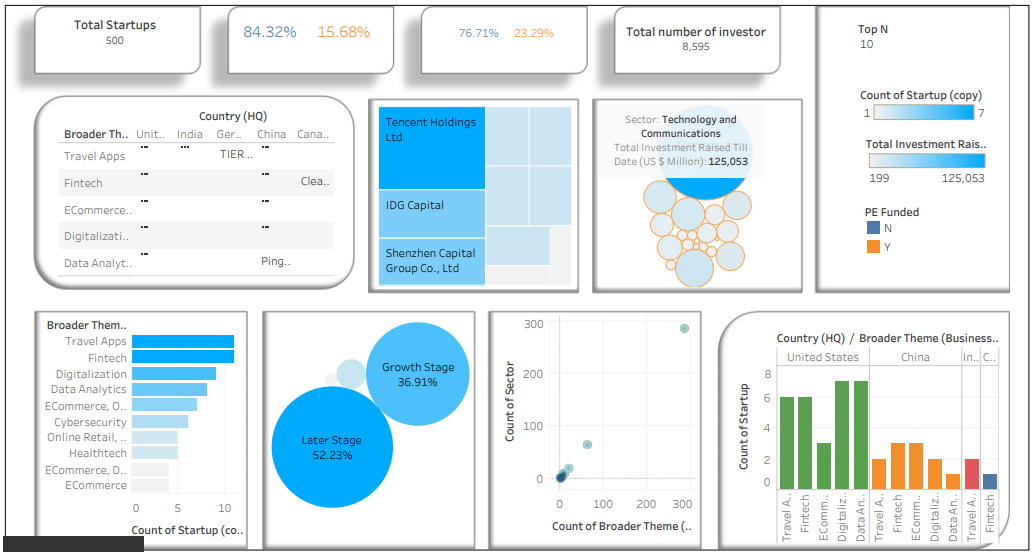 Total Startups
500
84.32% 15.68%
76.71% 23.29%
Total number of investor
8,595
Top N
10
Count of Startup (copy)
1 7
Total Investment Rais..
199 125,053
PE Funded
N
Y
Country (HQ)
Broader Th.. Unit.. India Ger.. China Cana..
Travel Apps TIER ..
Fintech Clea..
ECommerce..
Digitalizati..
Data Analyt.. Ping..
Tencent Holdings
Ltd
IDG Capital
Shenzhen Capital
Group Co., Ltd
Sector: Technology and
Communications
Total Investment Raised Till
Date (US $ Million): 125,053
Broader Them..
Travel Apps
Fintech
Digitalization
Data Analytics
ECommerce, O..
Cybersecurity
Online Retail, ..
Healthtech
ECommerce, D..
ECommerce
0 5 10
Count of Startup (co..
Growth Stage
36.91%
Later Stage
52.23%
Count of Sector
300
200
100
0
0 100 200 300
Count of Broader Theme (..
Country (HQ) / Broader Theme (Business..
United States China In.. C..
Count of Startup
8
6
4
2
0
Travel A..
Fintech
EComm..
Digitaliz..
Data An..
Travel A..
Fintech
EComm..
Digitaliz..
Data An..
Travel A..
Fintech